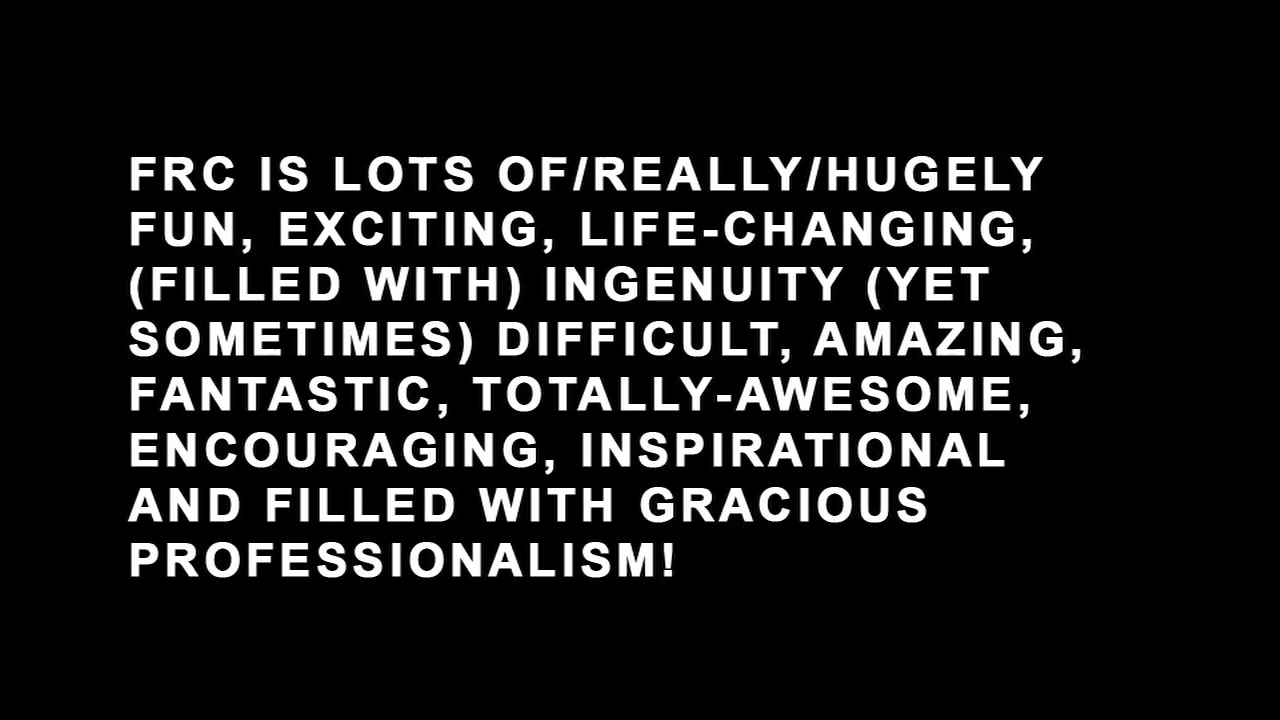 FRC IS LOTS OF/REALLY/HUGELY
FUN, EXCITING, LIFE-CHANGING,
(FILLED WITH) INGENUITY (YET
SOMETIMES) DIFFICULT, AMAZING,
FANTASTIC, TOTALLY-AWESOME,
ENCOURAGING, INSPIRATIONAL
AND FILLED WITH GRACIOUS
PROFESSIONALISM!